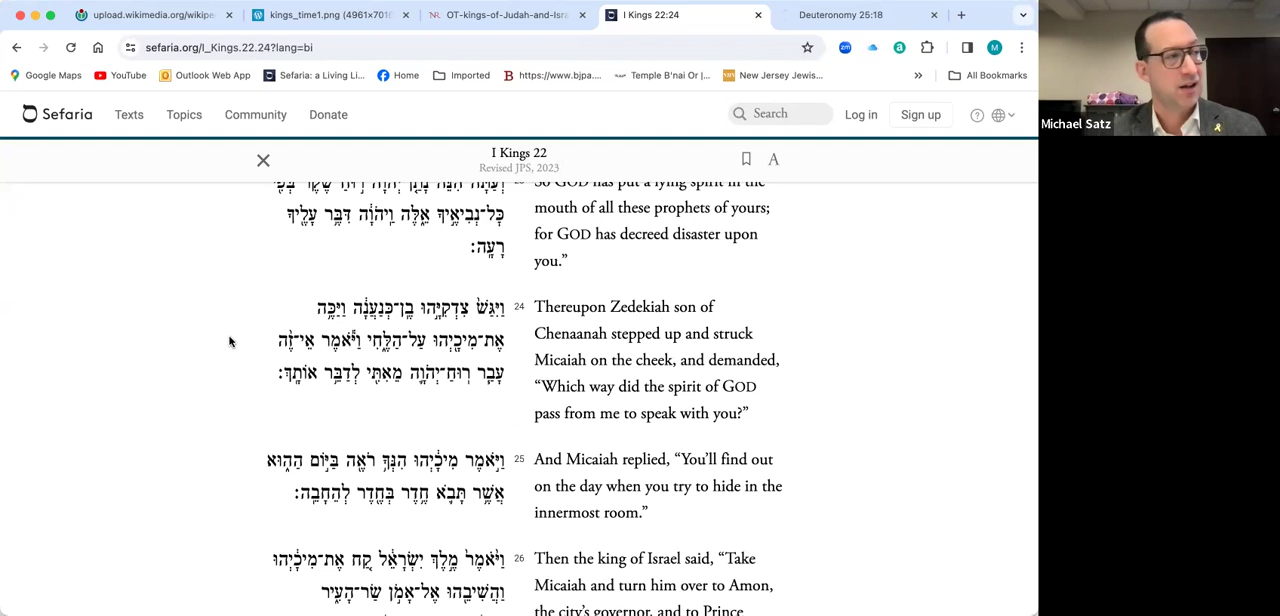 upload.wikimedia.org/wikipe
kings_time1.png (4961×701
OT-kings-of-Judah-and-Isra
I Kings 22:24
Deuteronomy 25:18
sefaria.org/I_Kings.22.24?lang=bi
Google Maps
YouTube
Outlook Web App
Sefaria: a Living Li...
Home
Imported
https://www.bjpa....
Temple B'nai Or |...
New Jersey Jewis...
All Bookmarks
Sefaria
Texts
Topics
Community
Donate
Search
Log in
Sign up
Michael Satz
I Kings 22
Revised JPS, 2023
כׇּל־נְבִיאֶ֣יךָ אֵ֑לֶּה וַֽיהֹוָ֔ה דִּבֶּ֥ר עָלֶ֖יךָ
רָעָֽה׃
So GOD has put a lying spirit in the
mouth of all these prophets of yours;
for GOD has decreed disaster upon
you.”
וַיִּגַּשׁ֙ צִדְקִיָּ֣הוּ בֶֽן־כְּנַעֲנָ֔ה וַיַּכֶּ֥ה
אֶת־מִיכָ֖יְהוּ עַל־הַלֶּ֑חִי וַיֹּ֕אמֶר אֵי־זֶ֨ה
עָבַ֧ר רֽוּחַ־יְהֹוָ֛ה מֵאִתִּ֖י לְדַבֵּ֥ר אוֹתָֽךְ׃
24
Thereupon Zedekiah son of
Chenaanah stepped up and struck
Micaiah on the cheek, and demanded,
“Which way did the spirit of GOD
pass from me to speak with you?”
וַיֹּ֣אמֶר מִיכָ֔יְהוּ הִנְּךָ֥ רֹאֶ֖ה בַּיּ֣וֹם הַה֑וּא
אֲשֶׁ֥ר תָּבֹ֛א חֶ֥דֶר בְּחֶ֖דֶר לְהֵחָבֵֽה׃
25
And Micaiah replied, “You’ll find out
on the day when you try to hide in the
innermost room.”
וַיֹּ֙אמֶר֙ מֶ֣לֶךְ יִשְׂרָאֵ֔ל קַ֚ח אֶת־מִיכָ֔יְהוּ
וַהֲשִׁיבֵ֖הוּ אֶל־אָמֹ֣ן שַׂר־הָעִ֑יר
26
Then the king of Israel said, “Take
Micaiah and turn him over to Amon,
the city’s governor, and to Prince